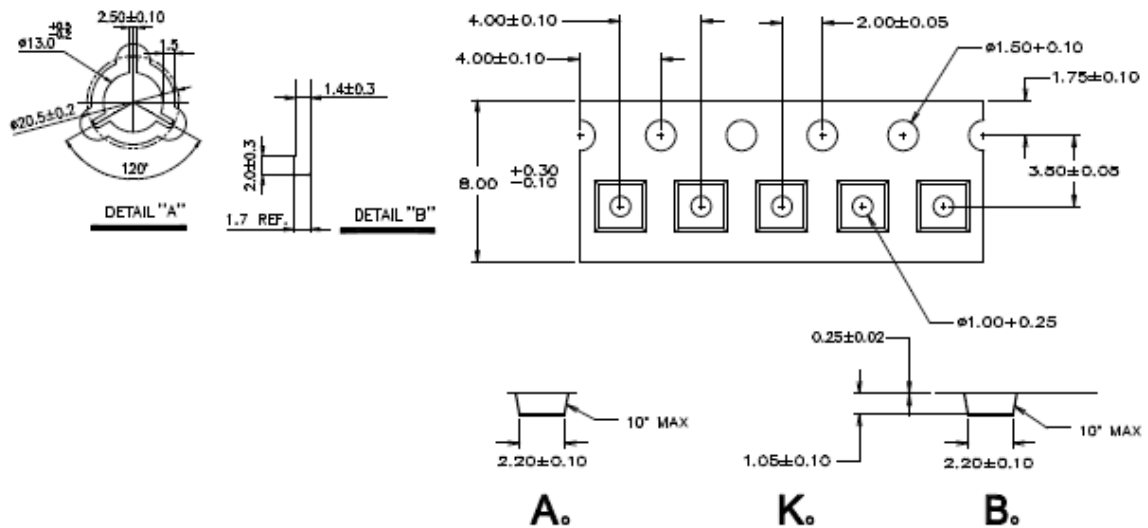 2.50±0.10
ø13.0 +0.5 -0.2
1.5
ø20.5±0.2
120°
DETAIL "A"
1.4±0.3
2.0±0.3
1.7 REF.
DETAIL "B"
4.00±0.10
2.00±0.05
4.00±0.10
ø1.50+0.10
1.75±0.10
8.00 +0.30 -0.10
3.50±0.05
ø1.00+0.25
0.25±0.02
10° MAX
2.20±0.10
1.05±0.10
10° MAX
2.20±0.10
A₀
K₀
B₀